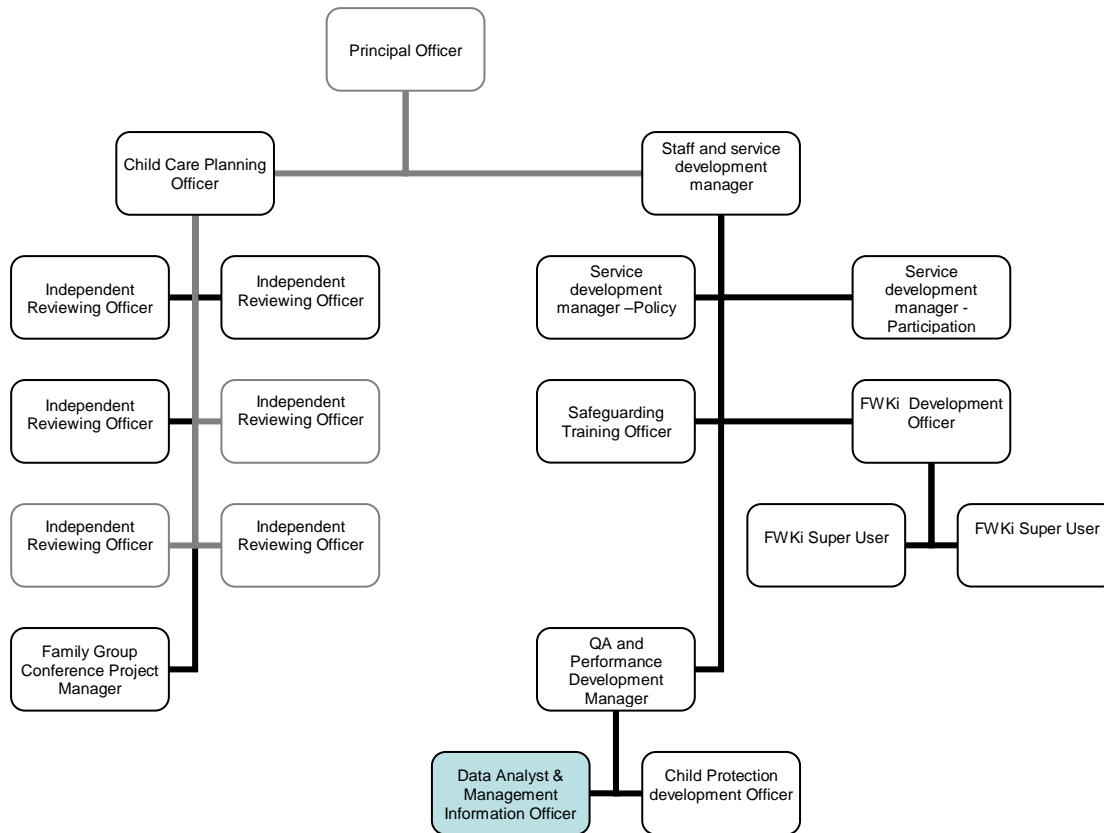 Principal Officer
Child Care Planning
Officer
Staff and service
development
manager
Independent
Reviewing Officer
Independent
Reviewing Officer
Service
development
manager –Policy
Service
development
manager -
Participation
Independent
Reviewing Officer
Independent
Reviewing Officer
Safeguarding
Training Officer
FWKi Development
Officer
Independent
Reviewing Officer
Independent
Reviewing Officer
FWKi Super User
FWKi Super User
Family Group
Conference Project
Manager
QA and
Performance
Development
Manager
Data Analyst &
Management
Information Officer
Child Protection
development Officer